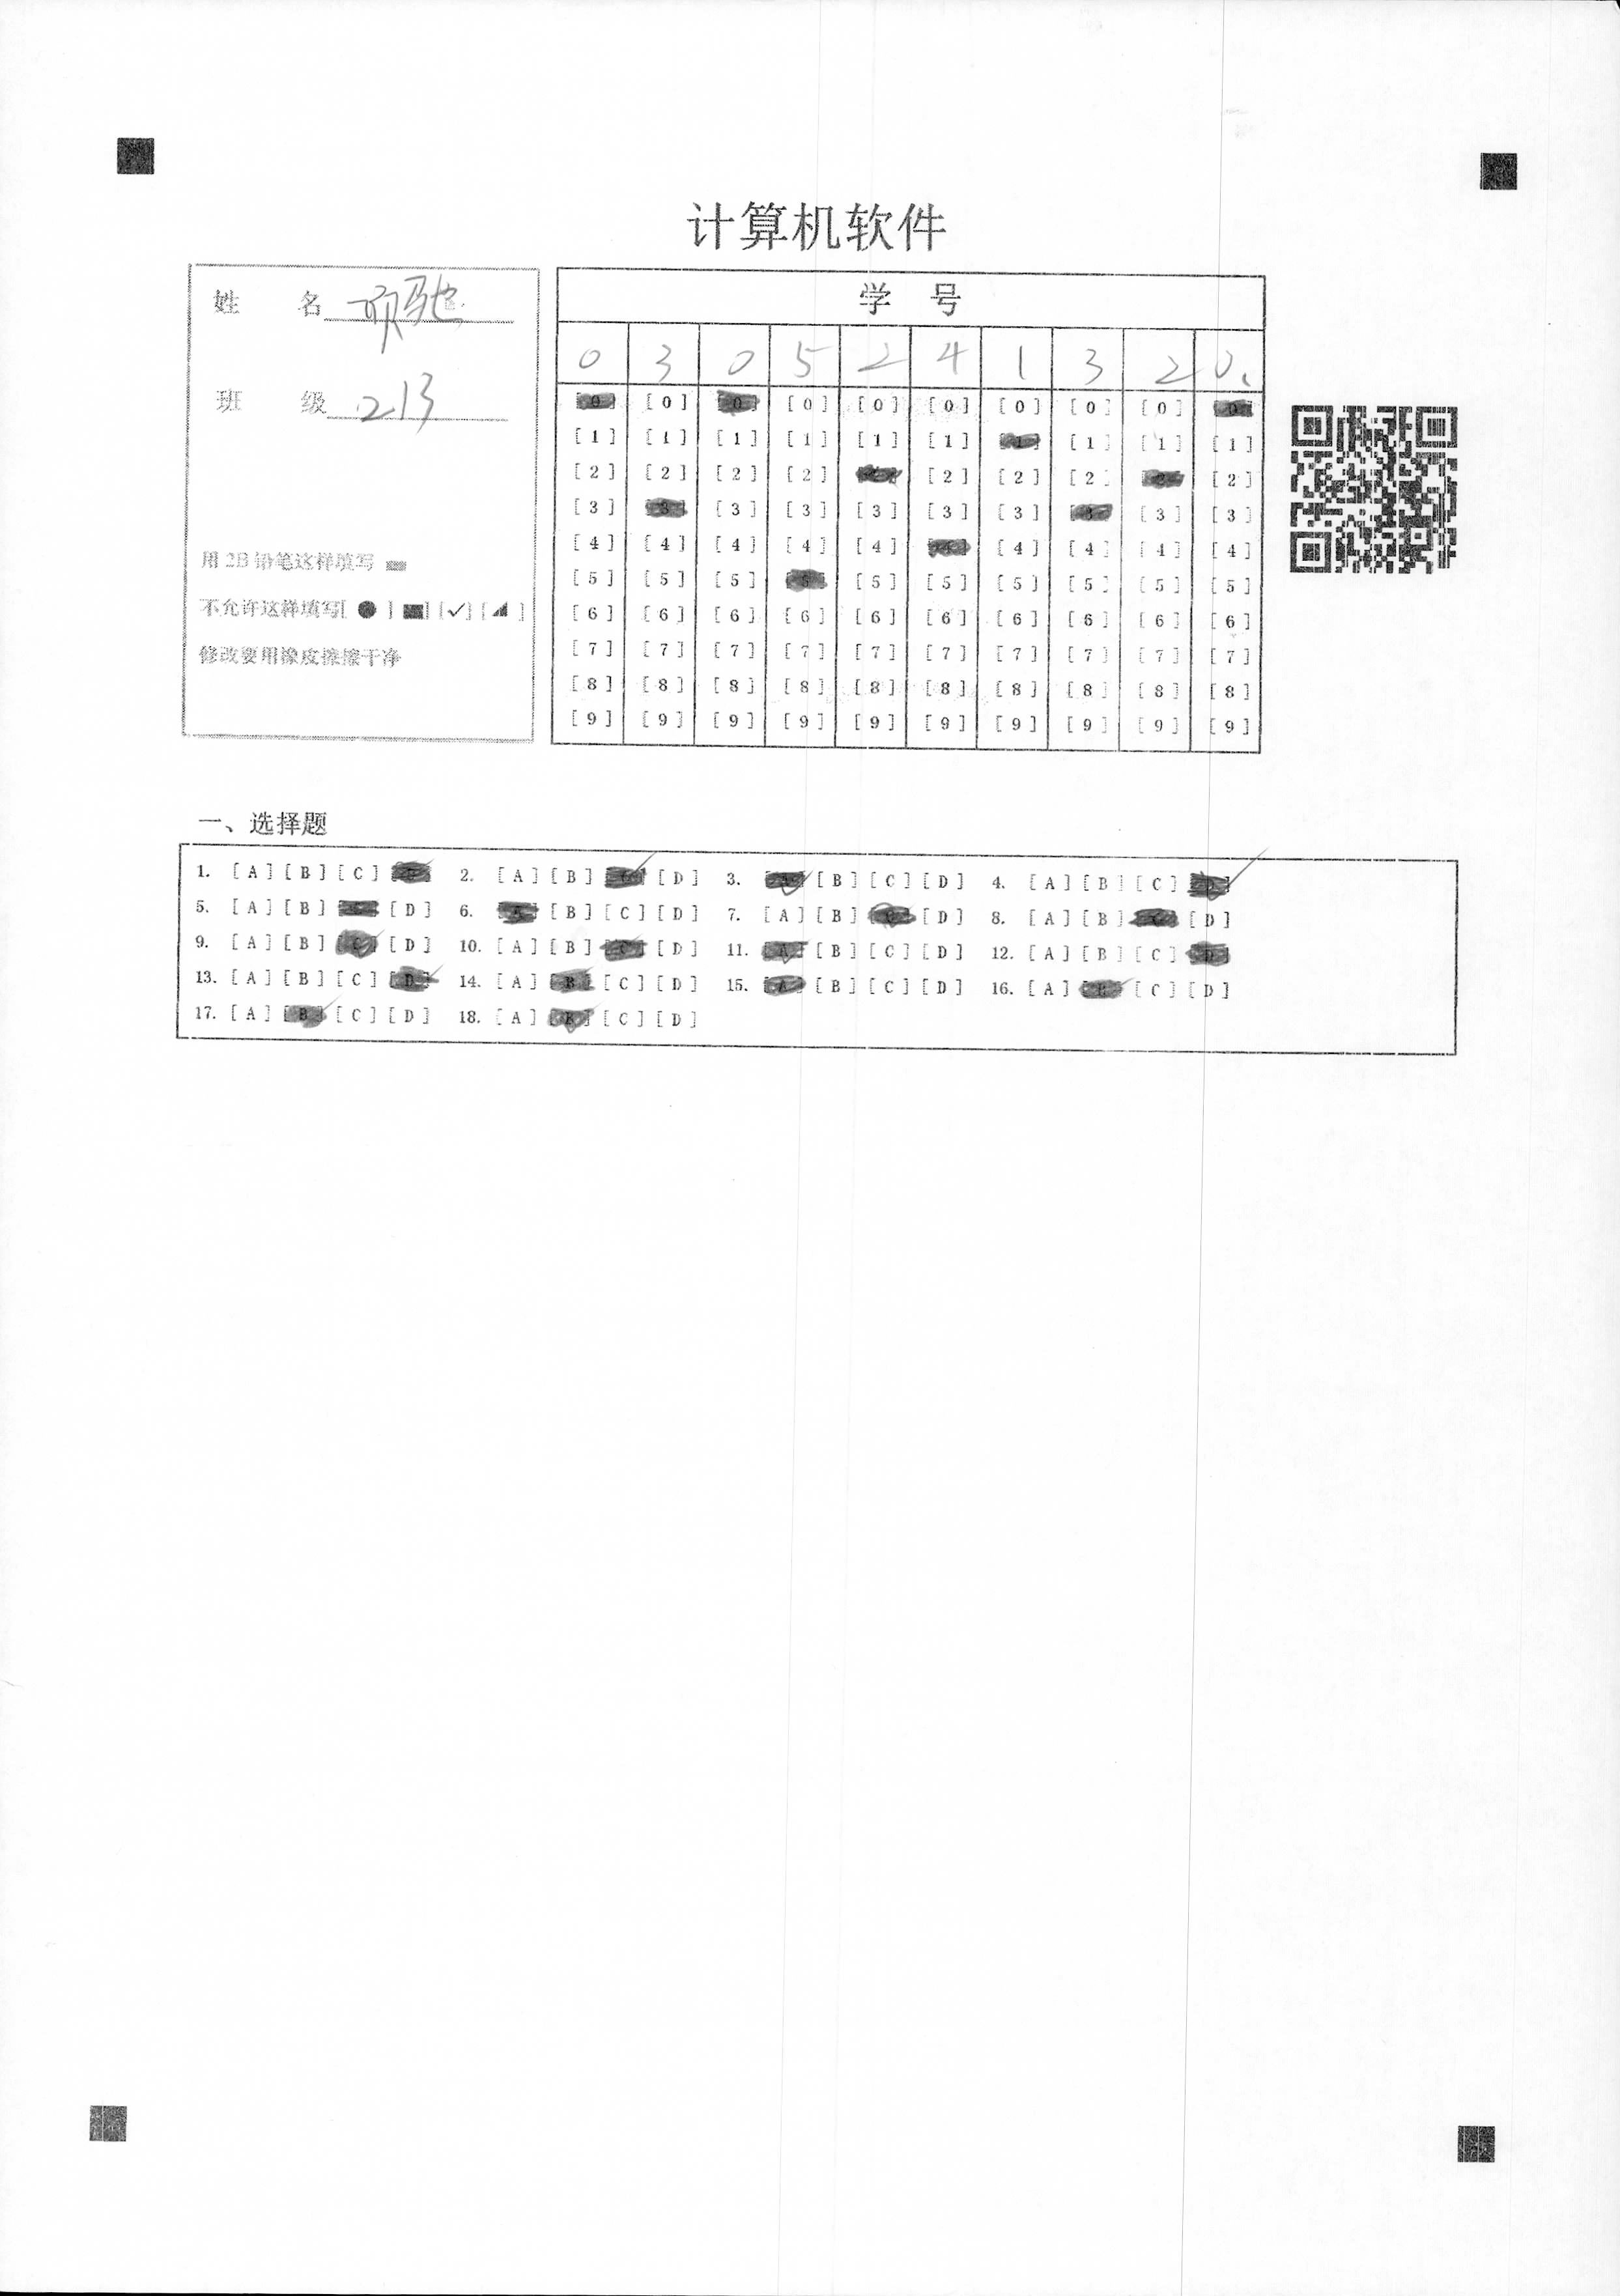 计算机软件
姓 名 驰
班 级 213
用 2B 铅笔这样填写
不允许这样填写[ ● ] [■] [✓] [◢ ]
修改要用橡皮擦擦干净
学 号
0 3 0 5 2 4 1 3 2 0
[0] [0] [0] [0] [0] [0] [0] [0] [0] [0]
[1] [1] [1] [1] [1] [1] [1] [1] [1] [1]
[2] [2] [2] [2] [2] [2] [2] [2] [2] [2]
[3] [3] [3] [3] [3] [3] [3] [3] [3] [3]
[4] [4] [4] [4] [4] [4] [4] [4] [4] [4]
[5] [5] [5] [5] [5] [5] [5] [5] [5] [5]
[6] [6] [6] [6] [6] [6] [6] [6] [6] [6]
[7] [7] [7] [7] [7] [7] [7] [7] [7] [7]
[8] [8] [8] [8] [8] [8] [8] [8] [8] [8]
[9] [9] [9] [9] [9] [9] [9] [9] [9] [9]
一、选择题
1. [A] [B] [C] [D] 2. [A] [B] [C] [D] 3. [A] [B] [C] [D] 4. [A] [B] [C] [D]
5. [A] [B] [C] [D] 6. [A] [B] [C] [D] 7. [A] [B] [C] [D] 8. [A] [B] [C] [D]
9. [A] [B] [C] [D] 10. [A] [B] [C] [D] 11. [A] [B] [C] [D] 12. [A] [B] [C] [D]
13. [A] [B] [C] [D] 14. [A] [B] [C] [D] 15. [A] [B] [C] [D] 16. [A] [B] [C] [D]
17. [A] [B] [C] [D] 18. [A] [B] [C] [D]